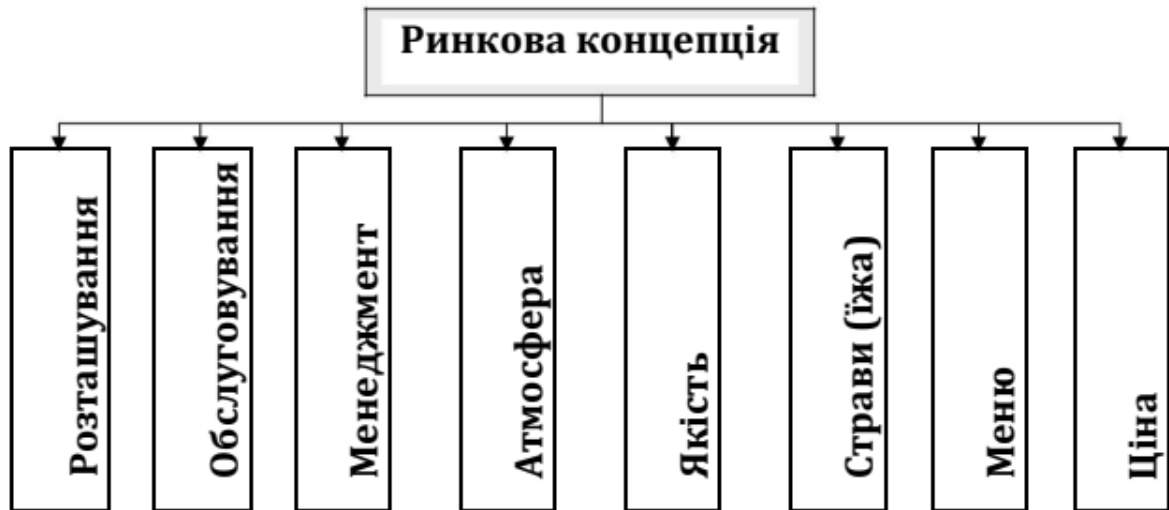 Ринкова концепція
Розташування
Обслуговування
Менеджмент
Атмосфера
Якість
Страви (їжа)
Меню
Ціна